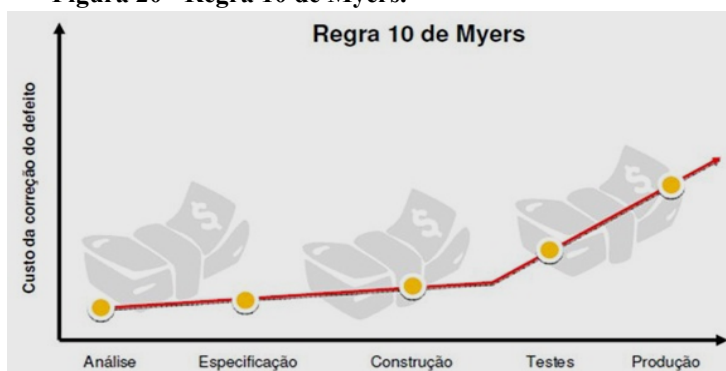 Figura 20 - Regra 10 de Myers.
Regra 10 de Myers
Custo da correção do defeito
$
$
$
Análise
Especificação
Construção
Testes
Produção